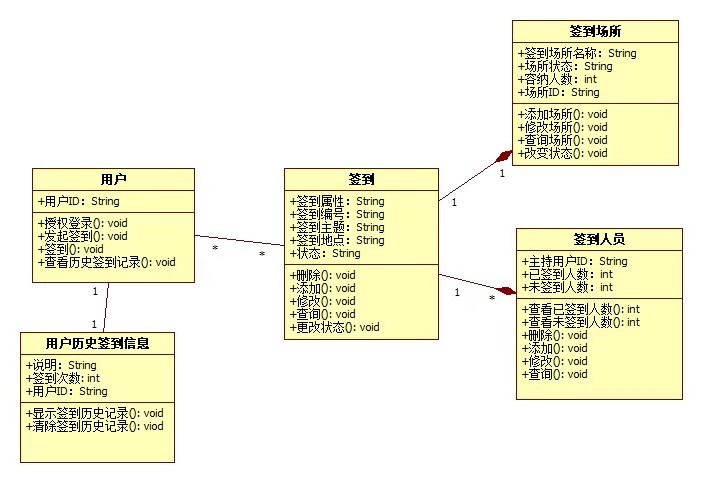 签到场所
+签到场所名称: String
+场所状态: String
+容纳人数: int
+场所ID: String
+添加场所(): void
+修改场所(): void
+查询场所(): void
+改变状态(): void
用户
+用户ID: String
+授权登录(): void
+发起签到(): void
+签到(): void
+查看历史签到记录(): void
签到
+签到属性: String
+签到编号: String
+签到主题: String
+签到地点: String
+状态: String
+删除(): void
+添加(): void
+修改(): void
+查询(): void
+更改状态(): void
签到人员
+主持用户ID: String
+已签到人数: int
+未签到人数: int
+查看已签到人数(): int
+查看未签到人数(): int
+删除(): void
+添加(): void
+修改(): void
+查询(): void
用户历史签到信息
+说明: String
+签到次数: int
+用户ID: String
+显示签到历史记录(): void
+清除签到历史记录(): viod
1
1
*
*
1
*
1
1